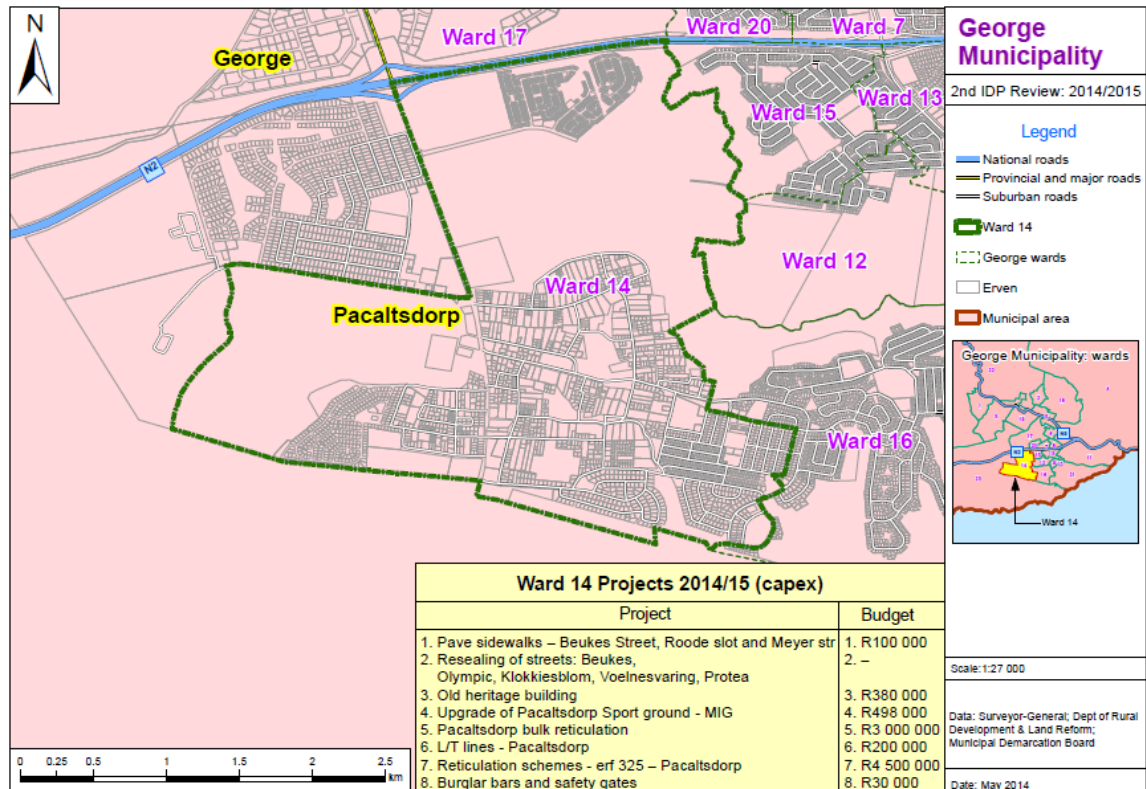 N
George
Ward 17
Ward 20
Ward 7
Ward 15
Ward 13
N2
Ward 12
Ward 14
Pacaltsdorp
Ward 16
0 0.25 0.5 1 1.5 2 2.5
km
Ward 14 Projects 2014/15 (capex)
Project Budget
1. Pave sidewalks – Beukes Street, Roode slot and Meyer str 1. R100 000
2. Resealing of streets: Beukes, 2. –
Olympic, Klokkiesblom, Voelnesvaring, Protea
3. Old heritage building 3. R380 000
4. Upgrade of Pacaltsdorp Sport ground - MIG 4. R498 000
5. Pacaltsdorp bulk reticulation 5. R3 000 000
6. L/T lines - Pacaltsdorp 6. R200 000
7. Reticulation schemes - erf 325 – Pacaltsdorp 7. R4 500 000
8. Burglar bars and safety gates 8. R30 000
George
Municipality
2nd IDP Review: 2014/2015
Legend
National roads
Provincial and major roads
Suburban roads
Ward 14
George wards
Erven
Municipal area
George Municipality: wards
Ward 14
Scale:1:27 000
Data: Surveyor-General; Dept of Rural
Development & Land Reform;
Municipal Demarcation Board
Date: May 2014